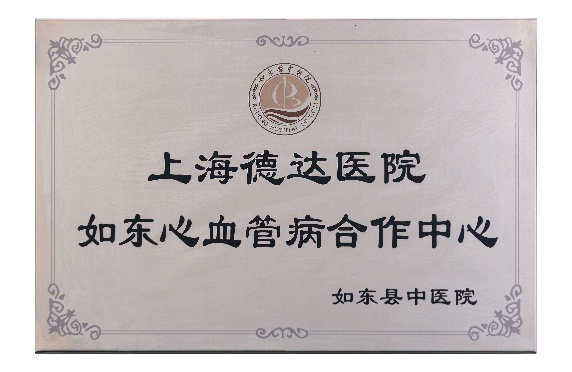 上海德达医院
如东心血管病合作中心
如东县中医院